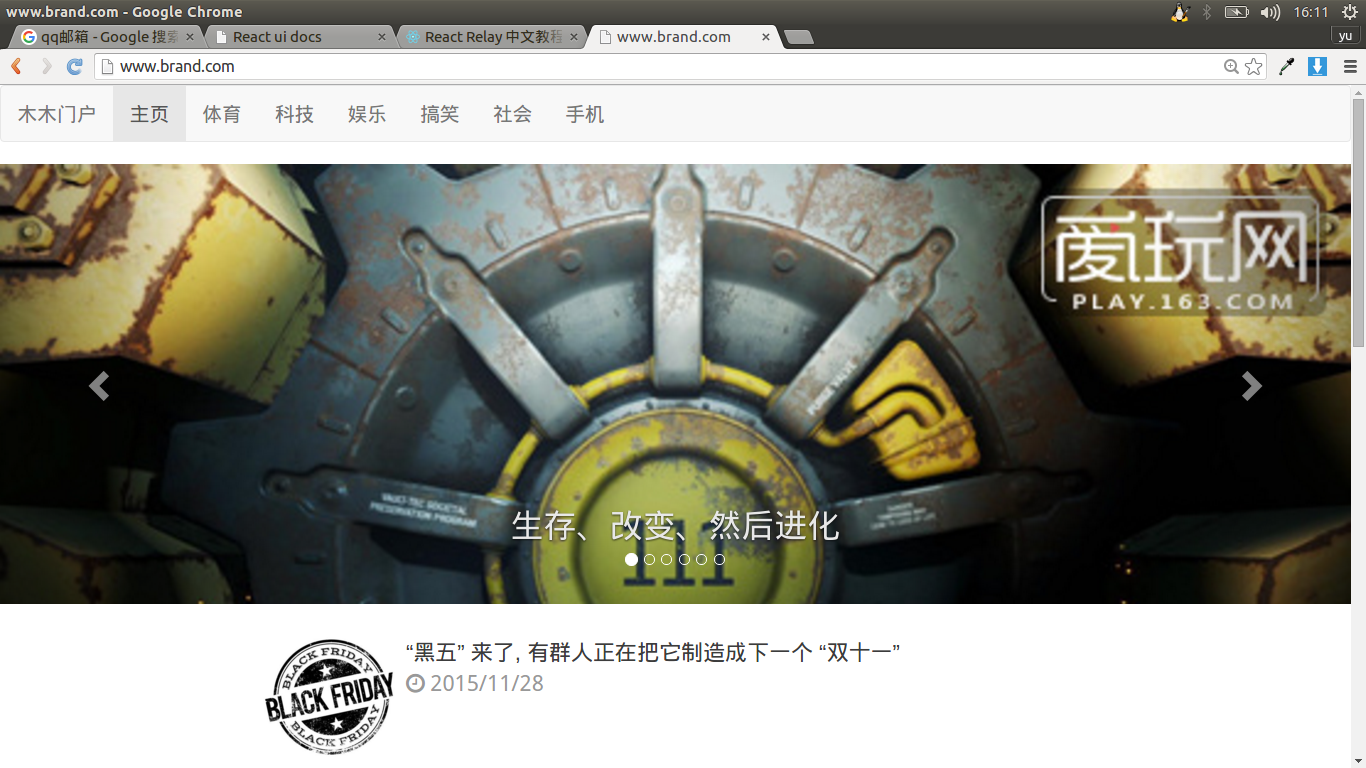 www.brand.com - Google Chrome
16:11
qq邮箱 - Google 搜索
React ui docs
React Relay 中文教程
www.brand.com
yu
www.brand.com
木木门户 主页 体育 科技 娱乐 搞笑 社会 手机
爱玩网
PLAY.163.COM
PURGE VALVE
VAULT-TEC SOCIETAL
PRESERVATION PROGRAM
DANGER
生存、改变、然后进化
111
“黑五” 来了, 有群人正在把它制造成下一个 “双十一”
2015/11/28
BLACK FRIDAY
BLACK FRIDAY
BLACK FRIDAY